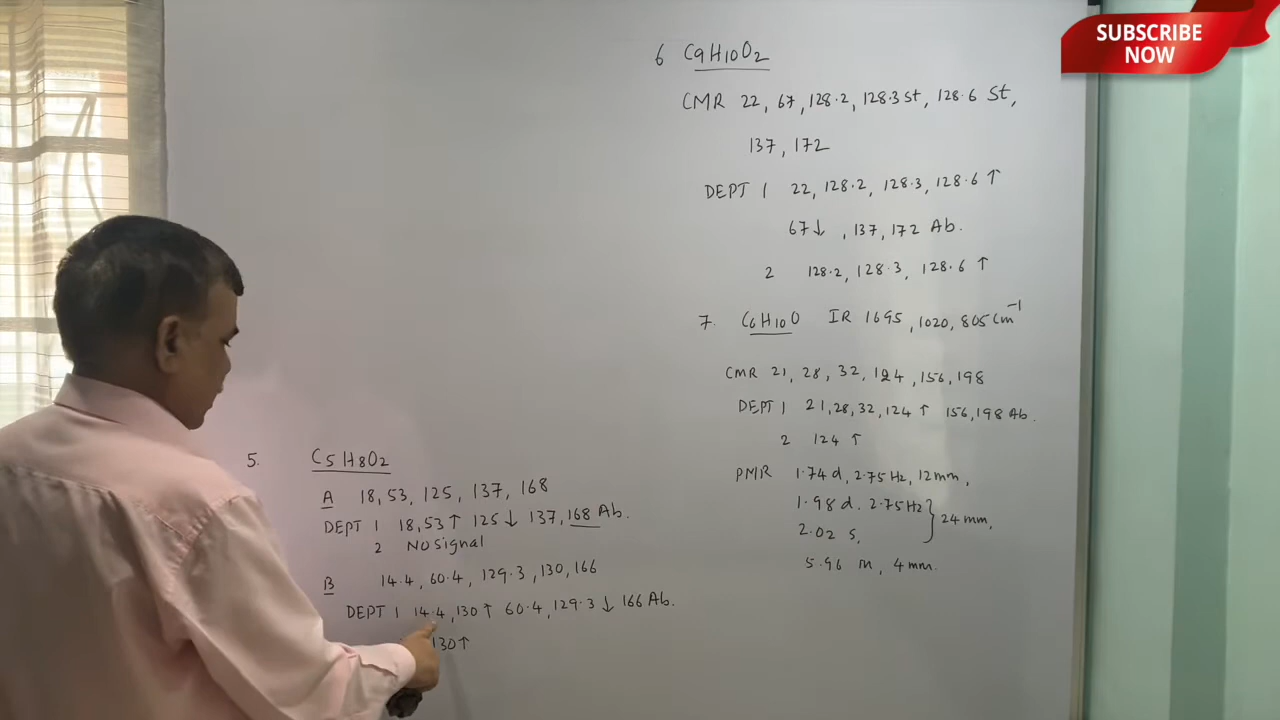 SUBSCRIBE
NOW
6 C9H10O2
CMR 22, 67, 128.2, 128.3 St, 128.6 St,
137, 172
DEPT 1 22, 128.2, 128.3, 128.6 ↑
67↓, 137, 172 Ab.
2 128.2, 128.3, 128.6 ↑
7. C6H10O IR 1695, 1020, 805 Cm⁻¹
CMR 21, 28, 32, 124, 156, 198
DEPT 1 21, 28, 32, 124 ↑ 156, 198 Ab.
2 124 ↑
PMR 1.74 d, 2.75 Hz, 12 mm,
1.98 d. 2.75 Hz } 24 mm,
2.02 s,
5.96 m, 4 mm.
5. C5H8O2
A 18, 53, 125, 137, 168
DEPT 1 18, 53 ↑ 125 ↓ 137, 168 Ab.
2 No signal
B 14.4, 60.4, 129.3, 130, 166
DEPT 1 14.4, 130 ↑ 60.4, 129.3 ↓ 166 Ab.
130 ↑